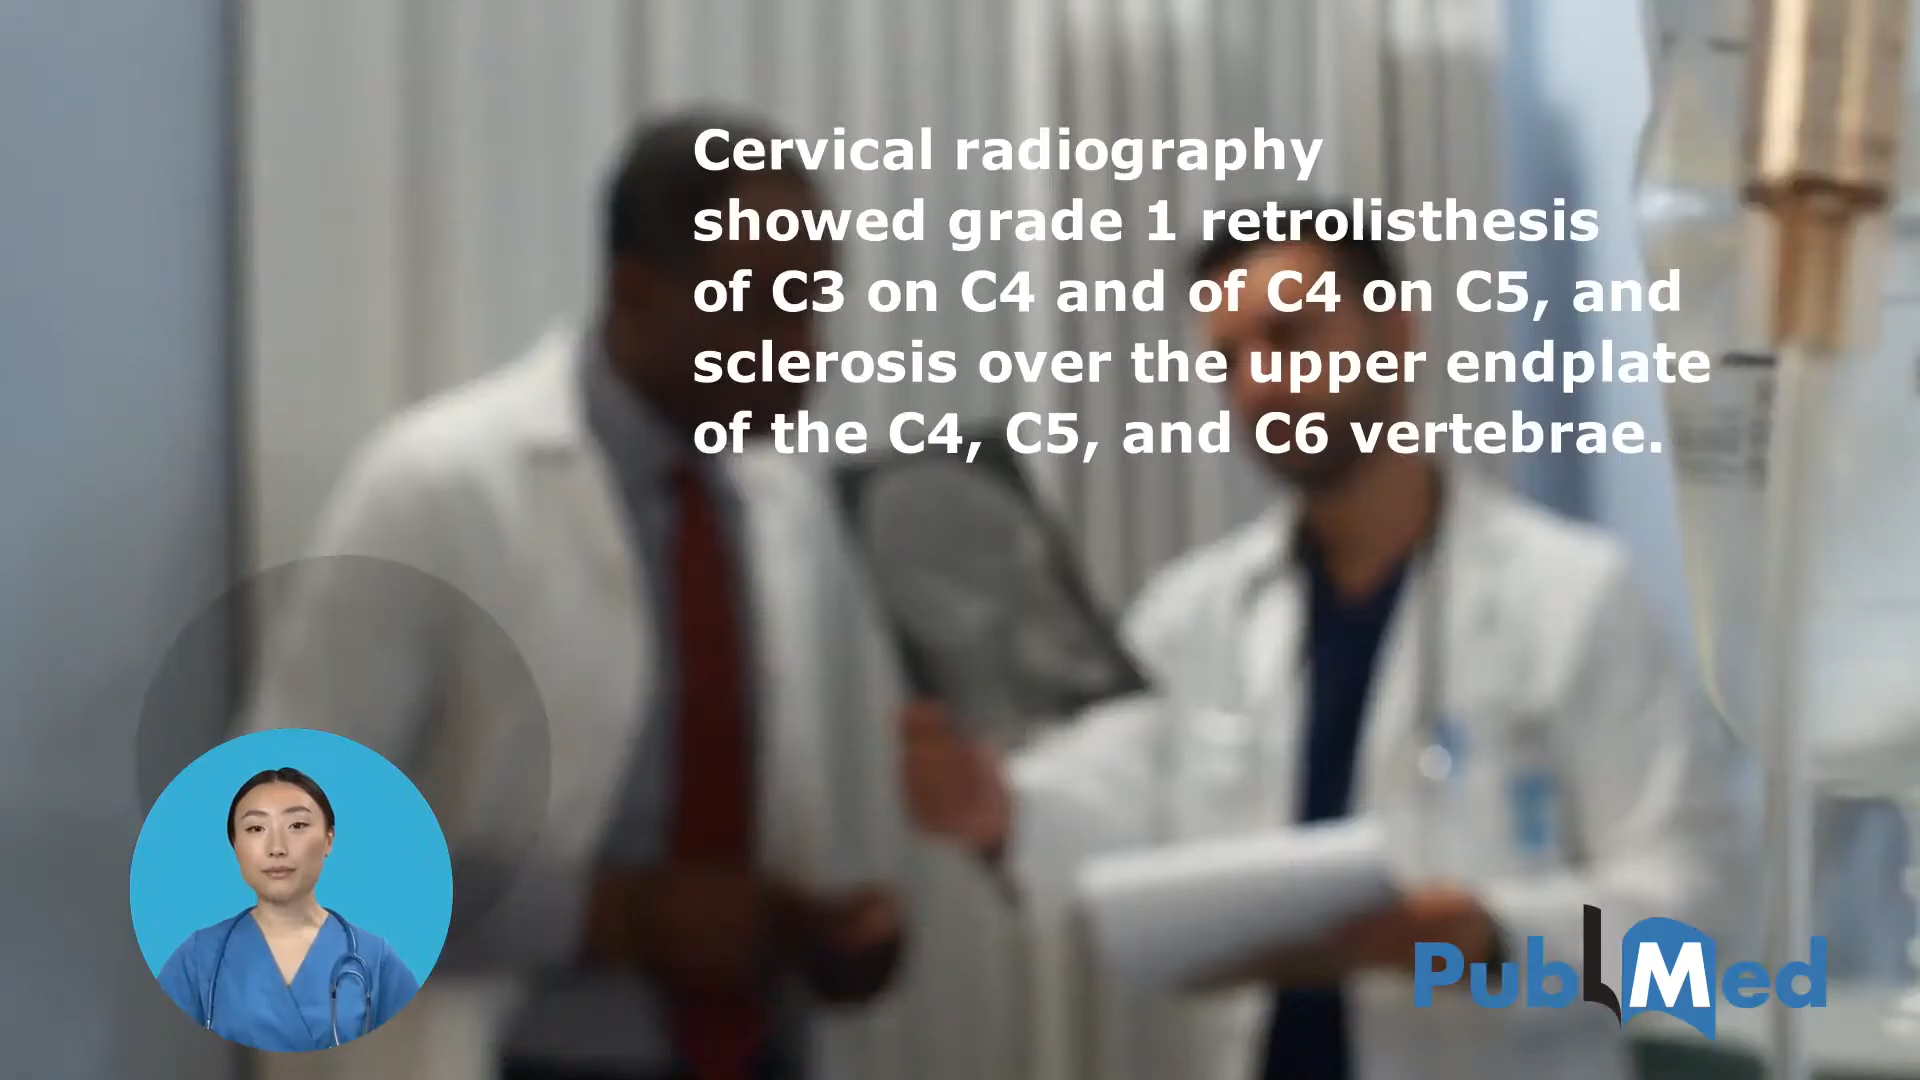 Cervical radiography
showed grade 1 retrolisthesis
of C3 on C4 and of C4 on C5, and
sclerosis over the upper endplate
of the C4, C5, and C6 vertebrae.
PubMed